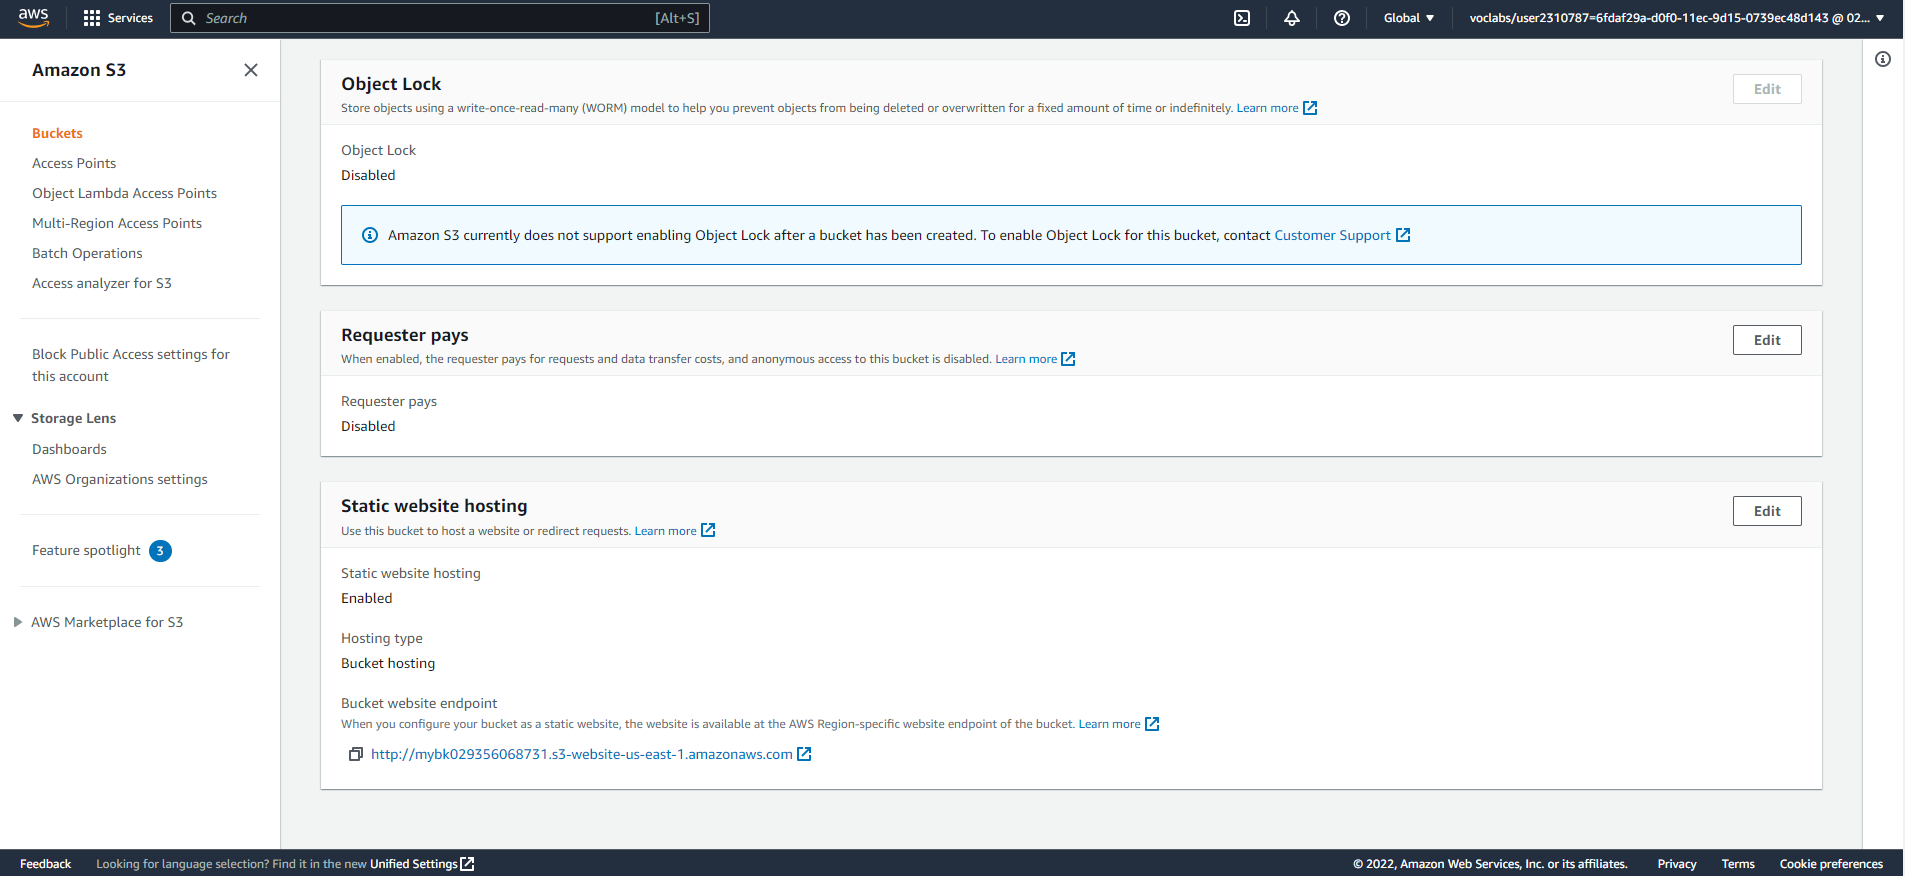 aws
Services
Search
[Alt+S]
Global
voclabs/user2310787=6fdaf29a-d0f0-11ec-9d15-0739ec48d143 @ 02...
Amazon S3
Buckets
Access Points
Object Lambda Access Points
Multi-Region Access Points
Batch Operations
Access analyzer for S3
Block Public Access settings for
this account
Storage Lens
Dashboards
AWS Organizations settings
Feature spotlight 3
AWS Marketplace for S3
Object Lock
Edit
Store objects using a write-once-read-many (WORM) model to help you prevent objects from being deleted or overwritten for a fixed amount of time or indefinitely. Learn more
Object Lock
Disabled
Amazon S3 currently does not support enabling Object Lock after a bucket has been created. To enable Object Lock for this bucket, contact Customer Support
Requester pays
Edit
When enabled, the requester pays for requests and data transfer costs, and anonymous access to this bucket is disabled. Learn more
Requester pays
Disabled
Static website hosting
Edit
Use this bucket to host a website or redirect requests. Learn more
Static website hosting
Enabled
Hosting type
Bucket hosting
Bucket website endpoint
When you configure your bucket as a static website, the website is available at the AWS Region-specific website endpoint of the bucket. Learn more
http://mybk029356068731.s3-website-us-east-1.amazonaws.com
Feedback
Looking for language selection? Find it in the new Unified Settings
© 2022, Amazon Web Services, Inc. or its affiliates.
Privacy
Terms
Cookie preferences